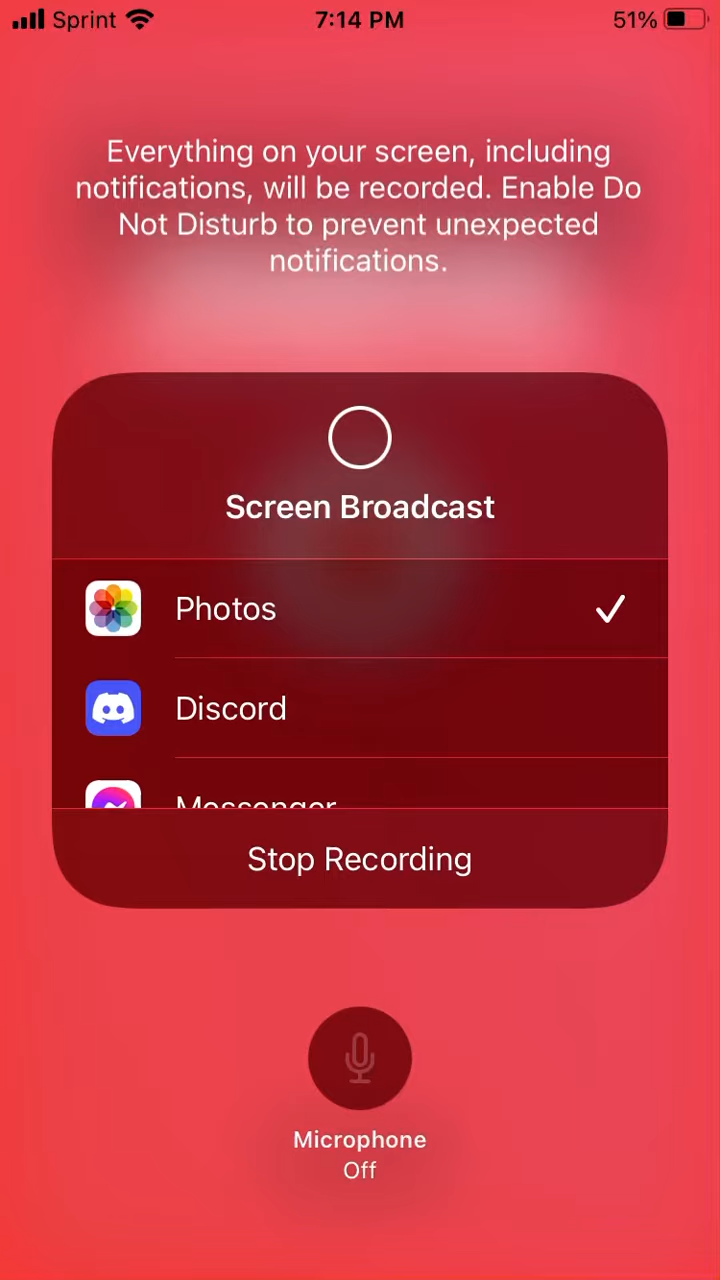 Sprint 7:14 PM 51%
Everything on your screen, including
notifications, will be recorded. Enable Do
Not Disturb to prevent unexpected
notifications.
Screen Broadcast
Photos
Discord
Messenger
Stop Recording
Microphone
Off